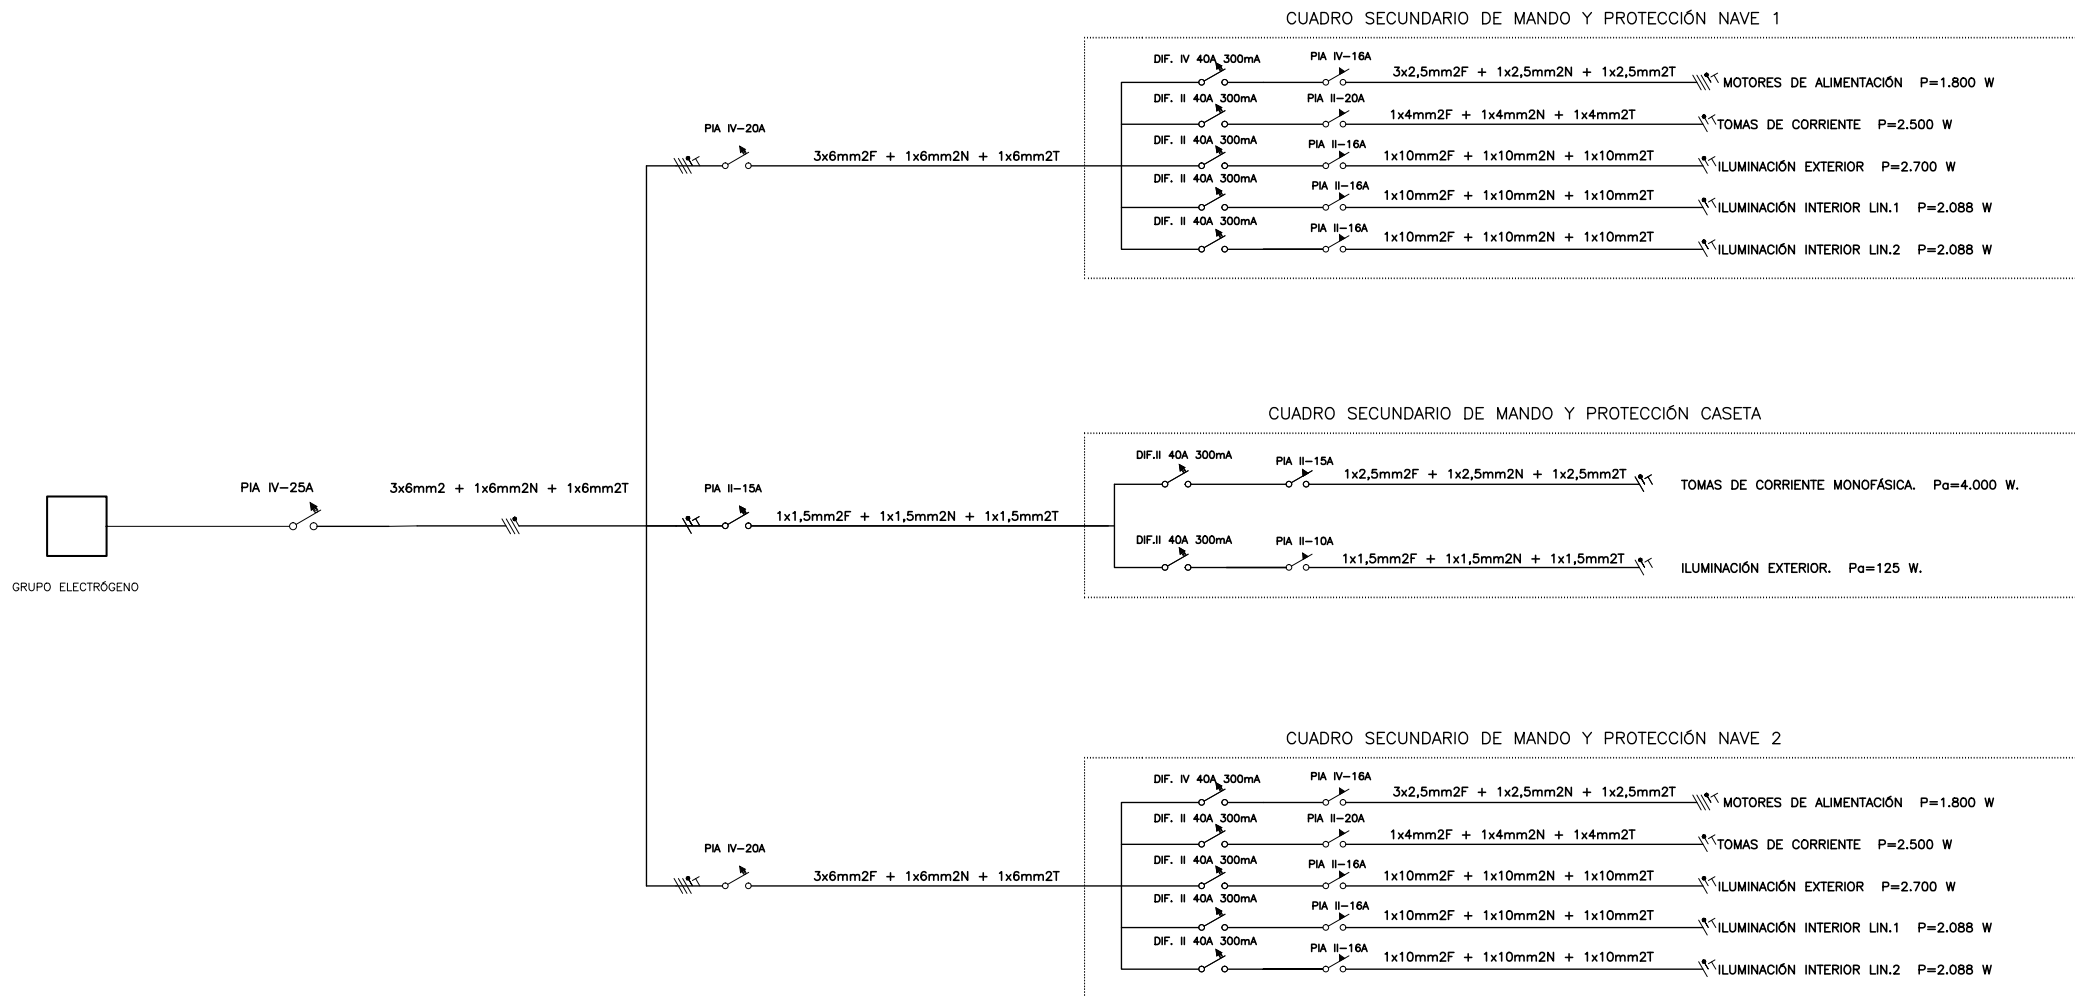 CUADRO SECUNDARIO DE MANDO Y PROTECCIÓN NAVE 1
DIF. IV 40A 300mA
PIA IV-16A
3x2,5mm2F + 1x2,5mm2N + 1x2,5mm2T
MOTORES DE ALIMENTACIÓN P=1.800 W
DIF. II 40A 300mA
PIA II-20A
1x4mm2F + 1x4mm2N + 1x4mm2T
TOMAS DE CORRIENTE P=2.500 W
PIA IV-20A
3x6mm2F + 1x6mm2N + 1x6mm2T
DIF. II 40A 300mA
PIA II-16A
1x10mm2F + 1x10mm2N + 1x10mm2T
ILUMINACIÓN EXTERIOR P=2.700 W
DIF. II 40A 300mA
PIA II-16A
1x10mm2F + 1x10mm2N + 1x10mm2T
ILUMINACIÓN INTERIOR LIN.1 P=2.088 W
DIF. II 40A 300mA
PIA II-16A
1x10mm2F + 1x10mm2N + 1x10mm2T
ILUMINACIÓN INTERIOR LIN.2 P=2.088 W
CUADRO SECUNDARIO DE MANDO Y PROTECCIÓN CASETA
DIF.II 40A 300mA
PIA II-15A
1x2,5mm2F + 1x2,5mm2N + 1x2,5mm2T
TOMAS DE CORRIENTE MONOFÁSICA. Pa=4.000 W.
PIA IV-25A
3x6mm2 + 1x6mm2N + 1x6mm2T
PIA II-15A
1x1,5mm2F + 1x1,5mm2N + 1x1,5mm2T
DIF.II 40A 300mA
PIA II-10A
1x1,5mm2F + 1x1,5mm2N + 1x1,5mm2T
ILUMINACIÓN EXTERIOR. Pa=125 W.
GRUPO ELECTRÓGENO
CUADRO SECUNDARIO DE MANDO Y PROTECCIÓN NAVE 2
DIF. IV 40A 300mA
PIA IV-16A
3x2,5mm2F + 1x2,5mm2N + 1x2,5mm2T
MOTORES DE ALIMENTACIÓN P=1.800 W
DIF. II 40A 300mA
PIA II-20A
1x4mm2F + 1x4mm2N + 1x4mm2T
TOMAS DE CORRIENTE P=2.500 W
PIA IV-20A
3x6mm2F + 1x6mm2N + 1x6mm2T
DIF. II 40A 300mA
PIA II-16A
1x10mm2F + 1x10mm2N + 1x10mm2T
ILUMINACIÓN EXTERIOR P=2.700 W
DIF. II 40A 300mA
PIA II-16A
1x10mm2F + 1x10mm2N + 1x10mm2T
ILUMINACIÓN INTERIOR LIN.1 P=2.088 W
DIF. II 40A 300mA
PIA II-16A
1x10mm2F + 1x10mm2N + 1x10mm2T
ILUMINACIÓN INTERIOR LIN.2 P=2.088 W